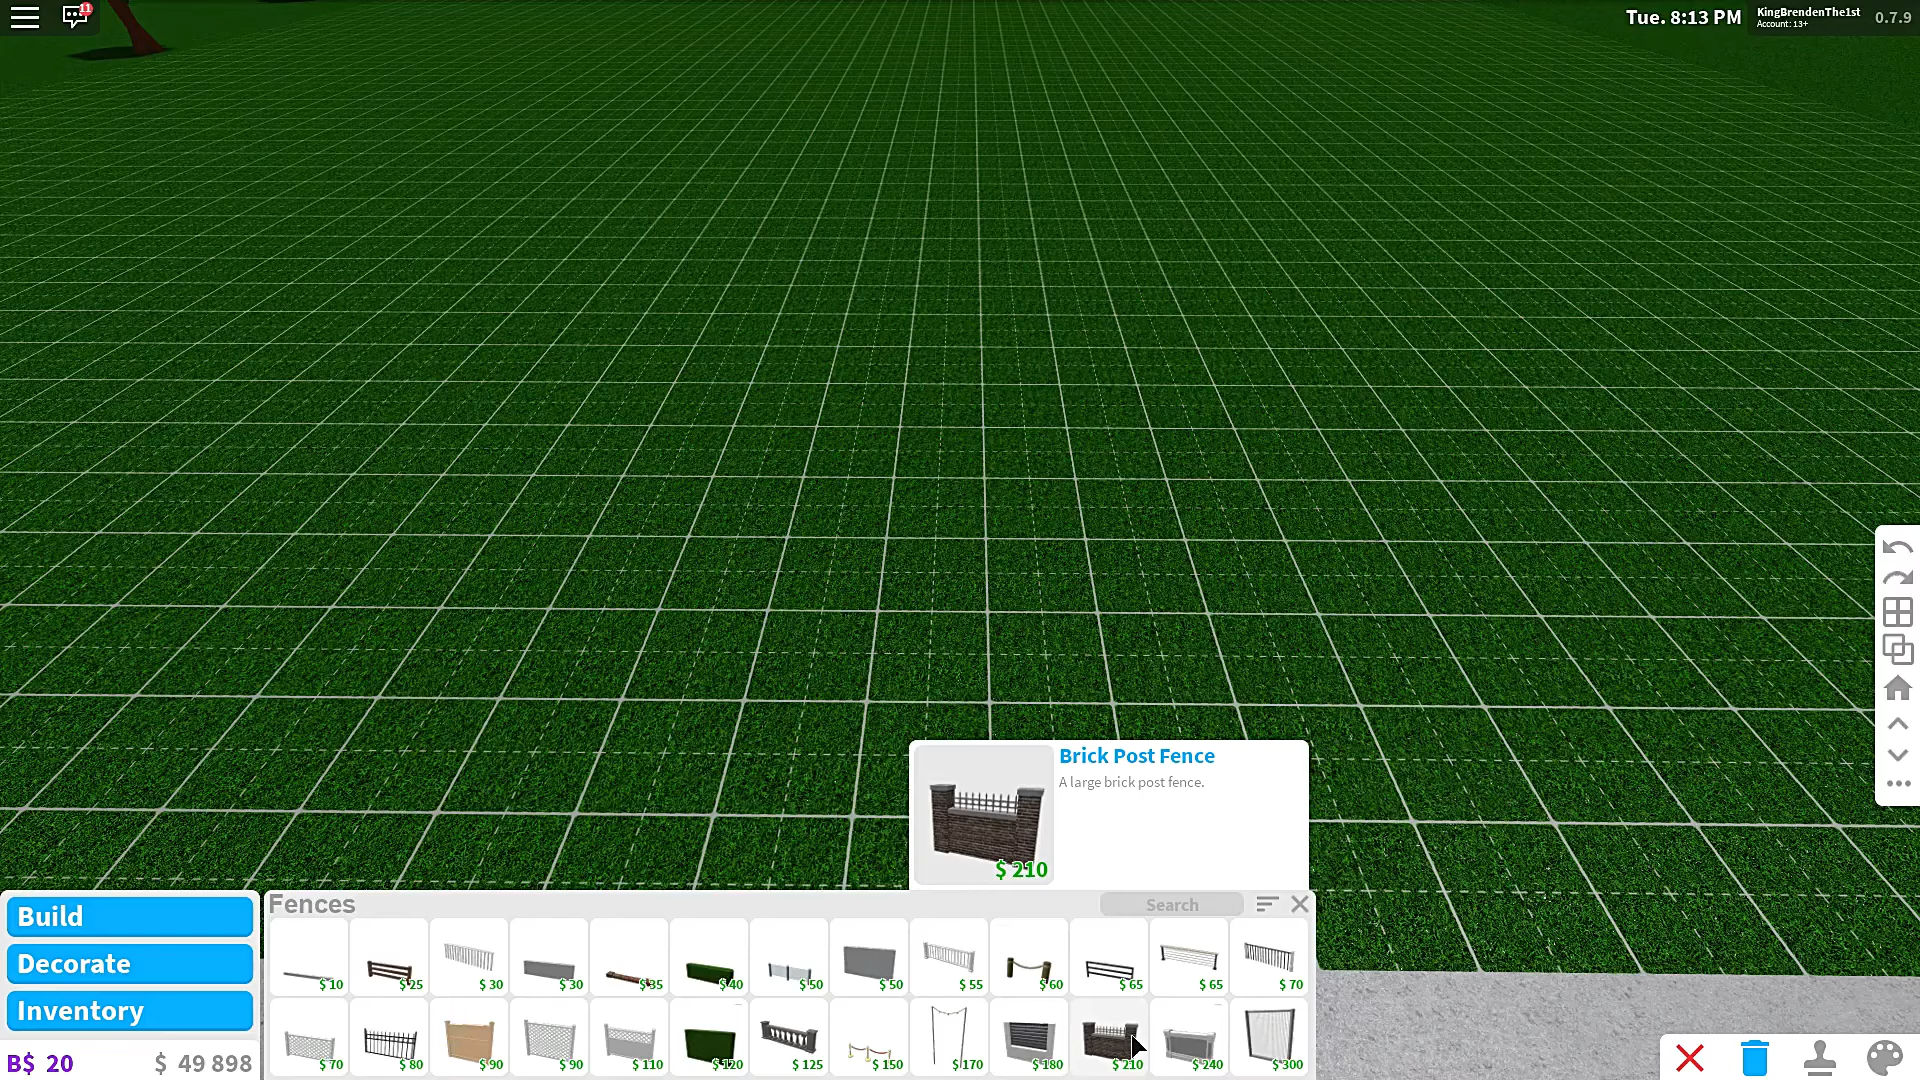 11
Tue. 8:13 PM
KingBrendenThe1st
Account: 13+
0.7.9
Brick Post Fence
A large brick post fence.
$ 210
Build
Decorate
Inventory
B$ 20
$ 49 898
Fences
Search
$ 10
$ 25
$ 30
$ 30
$ 35
$ 40
$ 50
$ 50
$ 55
$ 60
$ 65
$ 65
$ 70
$ 70
$ 80
$ 90
$ 90
$ 110
$ 120
$ 125
$ 150
$ 170
$ 180
$ 210
$ 240
$ 300